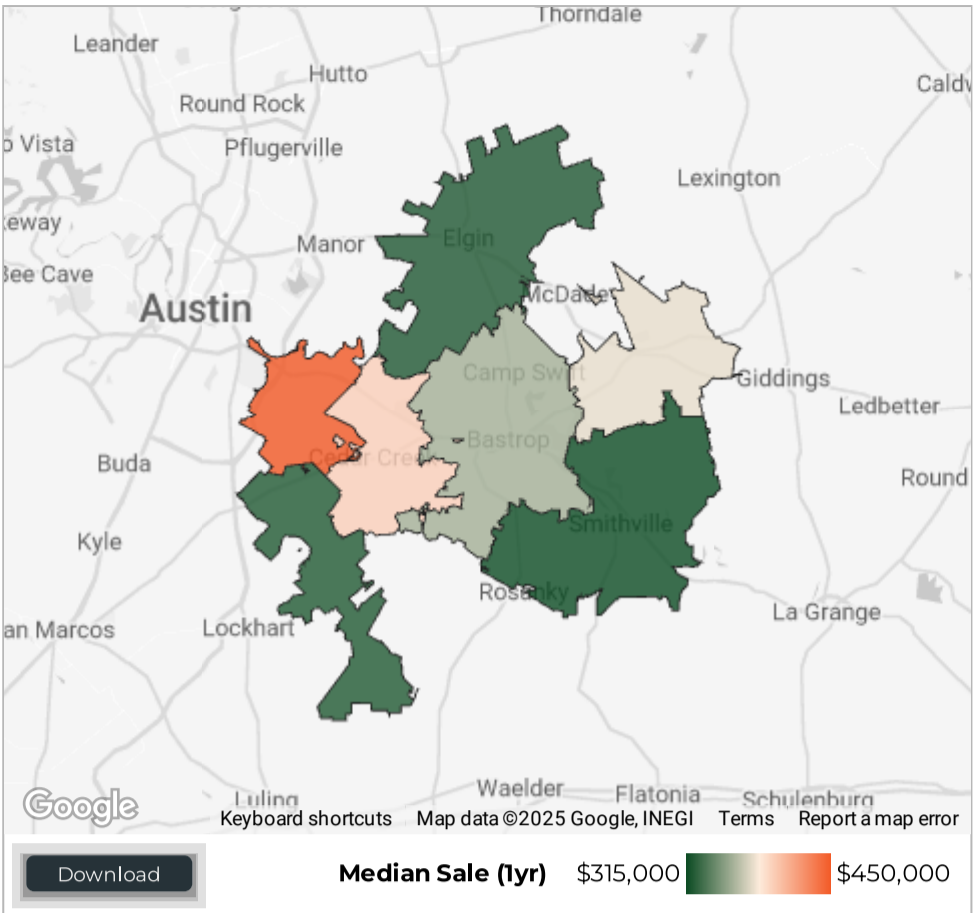 Thorndale
Leander
Hutto
Caldw
Round Rock
o Vista
Pflugerville
Lexington
keway
Manor
Elgin
Bee Cave
McDade
Austin
Camp Swift
Giddings
Ledbetter
Bastrop
Buda
Cedar Creek
Round
Smithville
Kyle
Rosanky
La Grange
an Marcos
Lockhart
Waelder
Flatonia
Schulenburg
Luling
Google
Keyboard shortcuts Map data ©2025 Google, INEGI Terms Report a map error
Download
Median Sale (1yr) $315,000 $450,000